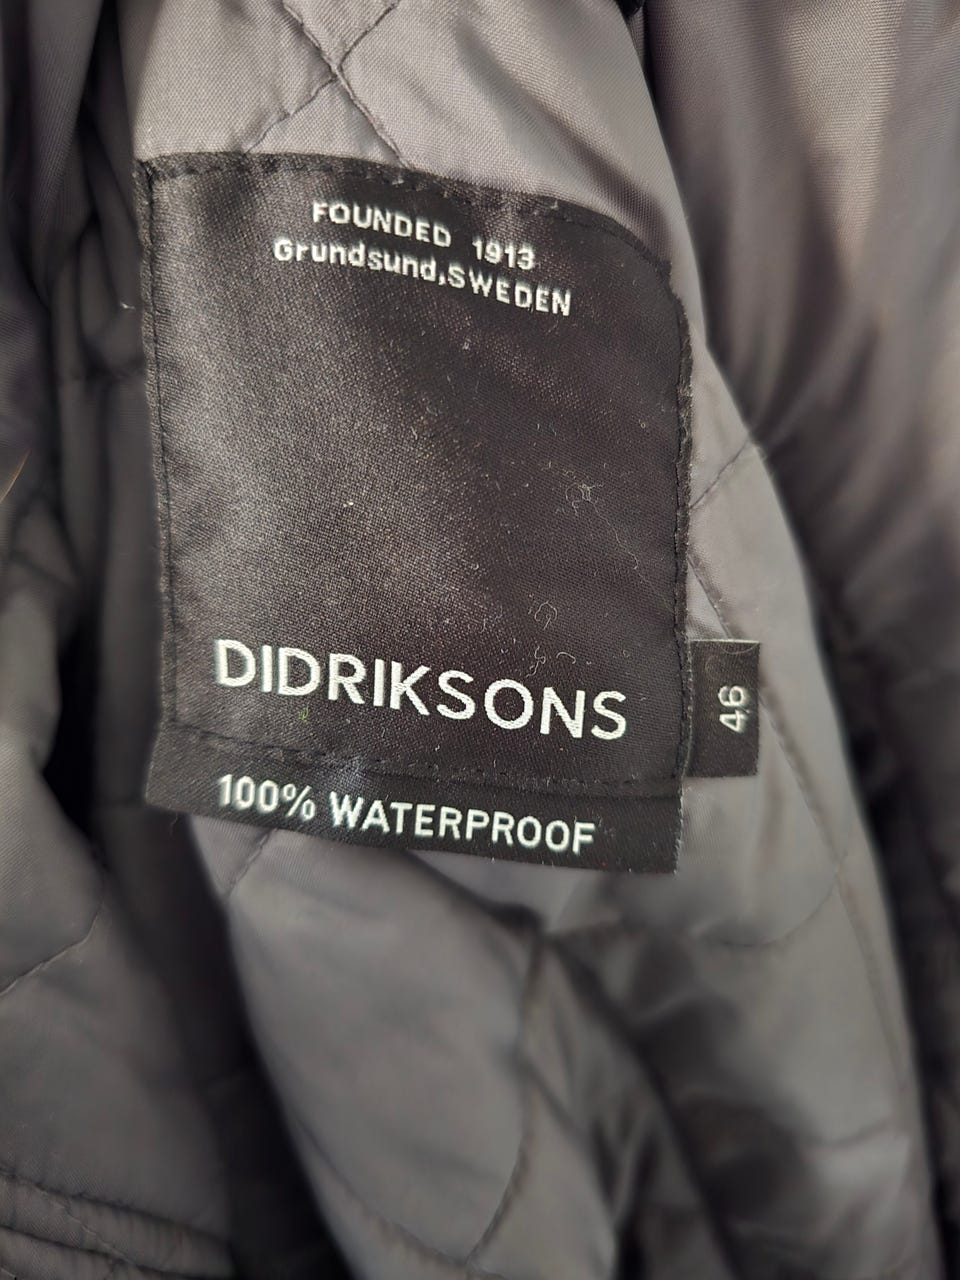 FOUNDED 1913
Grundsund,SWEDEN
DIDRIKSONS
46
100% WATERPROOF